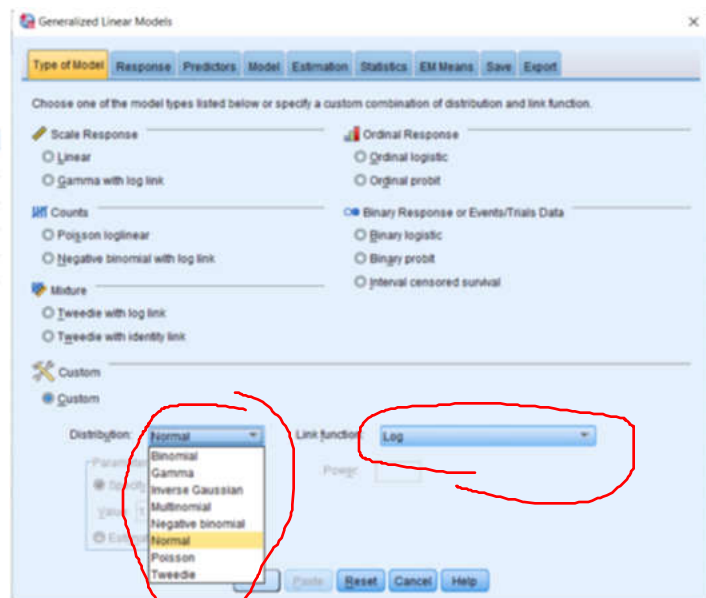 Generalized Linear Models
Type of Model Response Predictors Model Estimation Statistics EM Means Save Export
Choose one of the model types listed below or specify a custom combination of distribution and link function.
Scale Response
Linear
Gamma with log link
Ordinal Response
Ordinal logistic
Ordinal probit
Counts
Poisson loglinear
Negative binomial with log link
Binary Response or Events/Trials Data
Binary logistic
Binary probit
Interval censored survival
Mixture
Tweedie with log link
Tweedie with identity link
Custom
Custom
Distribution: Normal Link function: Log
Binomial
Gamma
Inverse Gaussian
Multinomial
Negative binomial
Normal
Poisson
Tweedie
Power:
Paste Reset Cancel Help